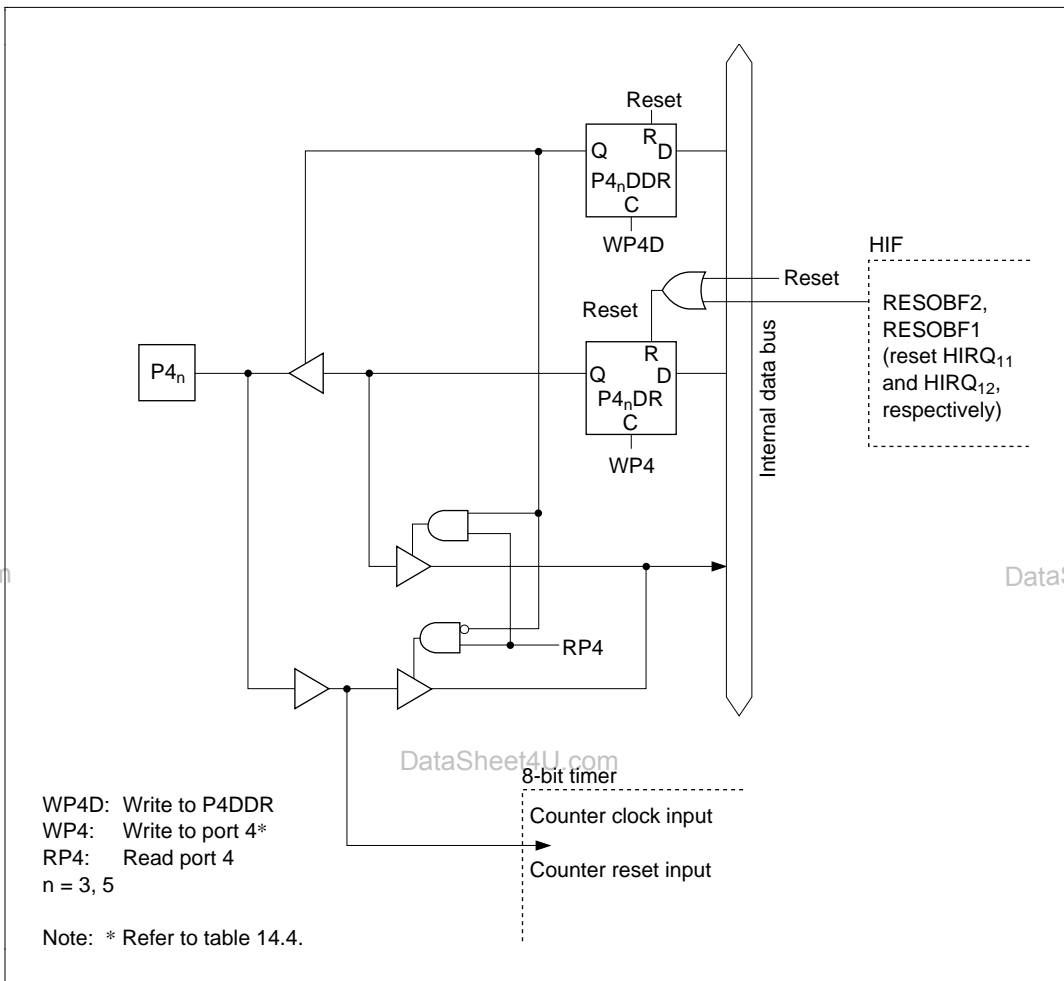 Reset
R
Q D
P4nDDR
C
WP4D
HIF
Reset
Reset
RESOBF2,
RESOBF1
(reset HIRQ11
and HIRQ12,
respectively)
R
Q D
P4nDR
C
WP4
P4n
Internal data bus
RP4
DataS
DataSheet4U.com
8-bit timer
Counter clock input
Counter reset input
WP4D: Write to P4DDR
WP4: Write to port 4*
RP4: Read port 4
n = 3, 5
Note: * Refer to table 14.4.